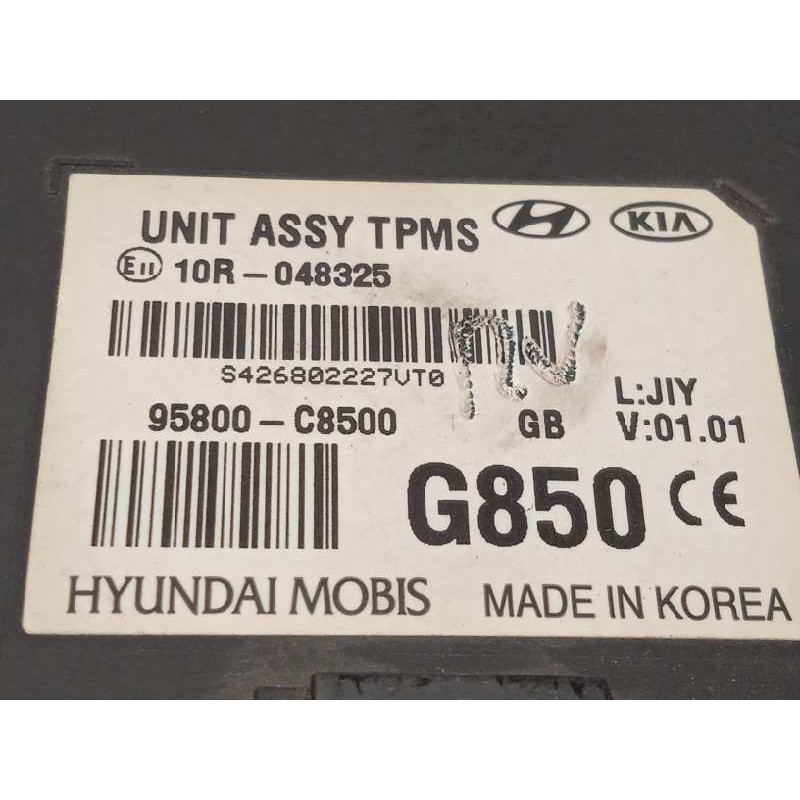 UNIT ASSY TPMS KIA
E11 10R-048325
S426802227VT0
L:JIY
95800-C8500 GB V:01.01
G850 CE
HYUNDAI MOBIS MADE IN KOREA